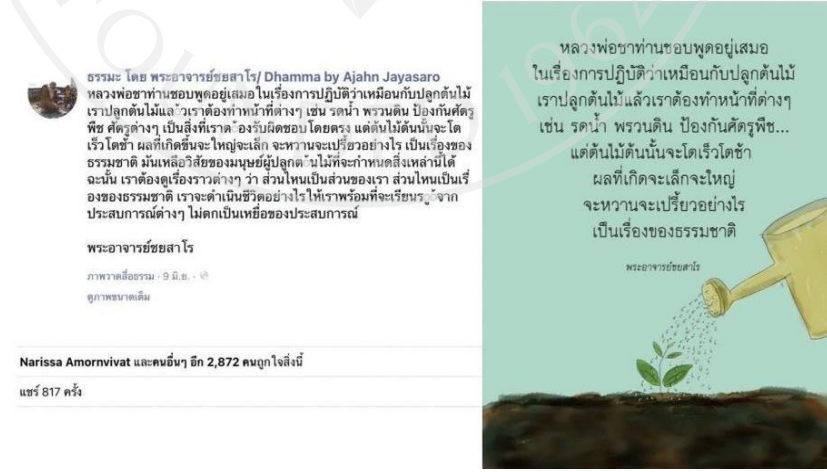 ธรรมะ โดย พระอาจารย์ชยสาโร/ Dhamma by Ajahn Jayasaro
หลวงพ่อชาท่านชอบพูดอยู่เสมอ ในเรื่องการปฏิบัติว่าเหมือนกับปลูกต้นไม้
เราปลูกต้นไม้แล้วเราต้องทำหน้าที่ต่างๆ เช่น รดน้ำ พรวนดิน ป้องกันศัตรู
พืช ศัตรูต่างๆ เป็นสิ่งที่เราต้องรับผิดชอบโดยตรง แต่ต้นไม้ต้นนั้นจะโต
เร็วโตช้า ผลที่เกิดขึ้นจะใหญ่จะเล็ก จะหวานจะเปรี้ยวอย่างไร เป็นเรื่องของ
ธรรมชาติ มันเหลือวิสัยของมนุษย์ผู้ปลูกต้นไม้ที่จะกำหนดสิ่งเหล่านี้ได้
ฉะนั้น เราต้องดูเรื่องราวต่างๆ ว่า ส่วนไหนเป็นส่วนของเรา ส่วนไหนเป็นเรื่
องของธรรมชาติ เราจะดำเนินชีวิตอย่างไร ให้เราพร้อมที่จะเรียนรู้จาก
ประสบการณ์ต่างๆ ไม่ตกเป็นเหยื่อของประสบการณ์
พระอาจารย์ชยสาโร
ภาพวาดสื่อธรรม · 9 มิ.ย. ·
ดูภาพขนาดเต็ม
Narissa Amornvivat และคนอื่นๆ อีก 2,872 คนถูกใจสิ่งนี้
แชร์ 817 ครั้ง
หลวงพ่อชาท่านชอบพูดอยู่เสมอ
ในเรื่องการปฏิบัติว่าเหมือนกับปลูกต้นไม้
เราปลูกต้นไม้แล้วเราต้องทำหน้าที่ต่างๆ
เช่น รดน้ำ พรวนดิน ป้องกันศัตรูพืช...
แต่ต้นไม้ต้นนั้นจะโตเร็วโตช้า
ผลที่เกิดจะเล็กจะใหญ่
จะหวานจะเปรี้ยวอย่างไร
เป็นเรื่องของธรรมชาติ
พระอาจารย์ชยสาโร